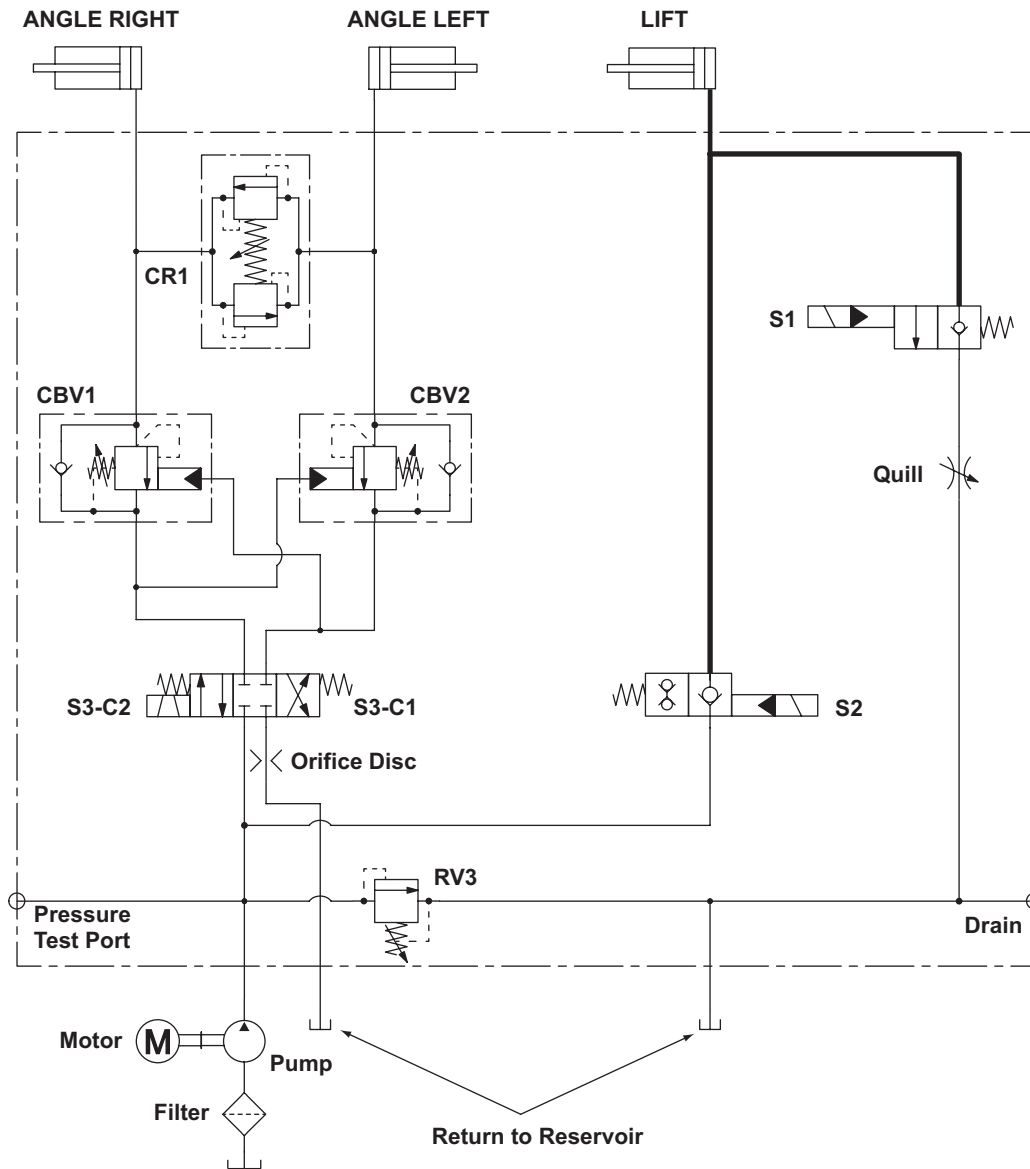 ANGLE RIGHT
ANGLE LEFT
LIFT
CR1
S1
CBV1
CBV2
Quill
S3-C2
S3-C1
S2
Orifice Disc
RV3
Pressure
Test Port
Drain
Motor
M
Pump
Filter
Return to Reservoir